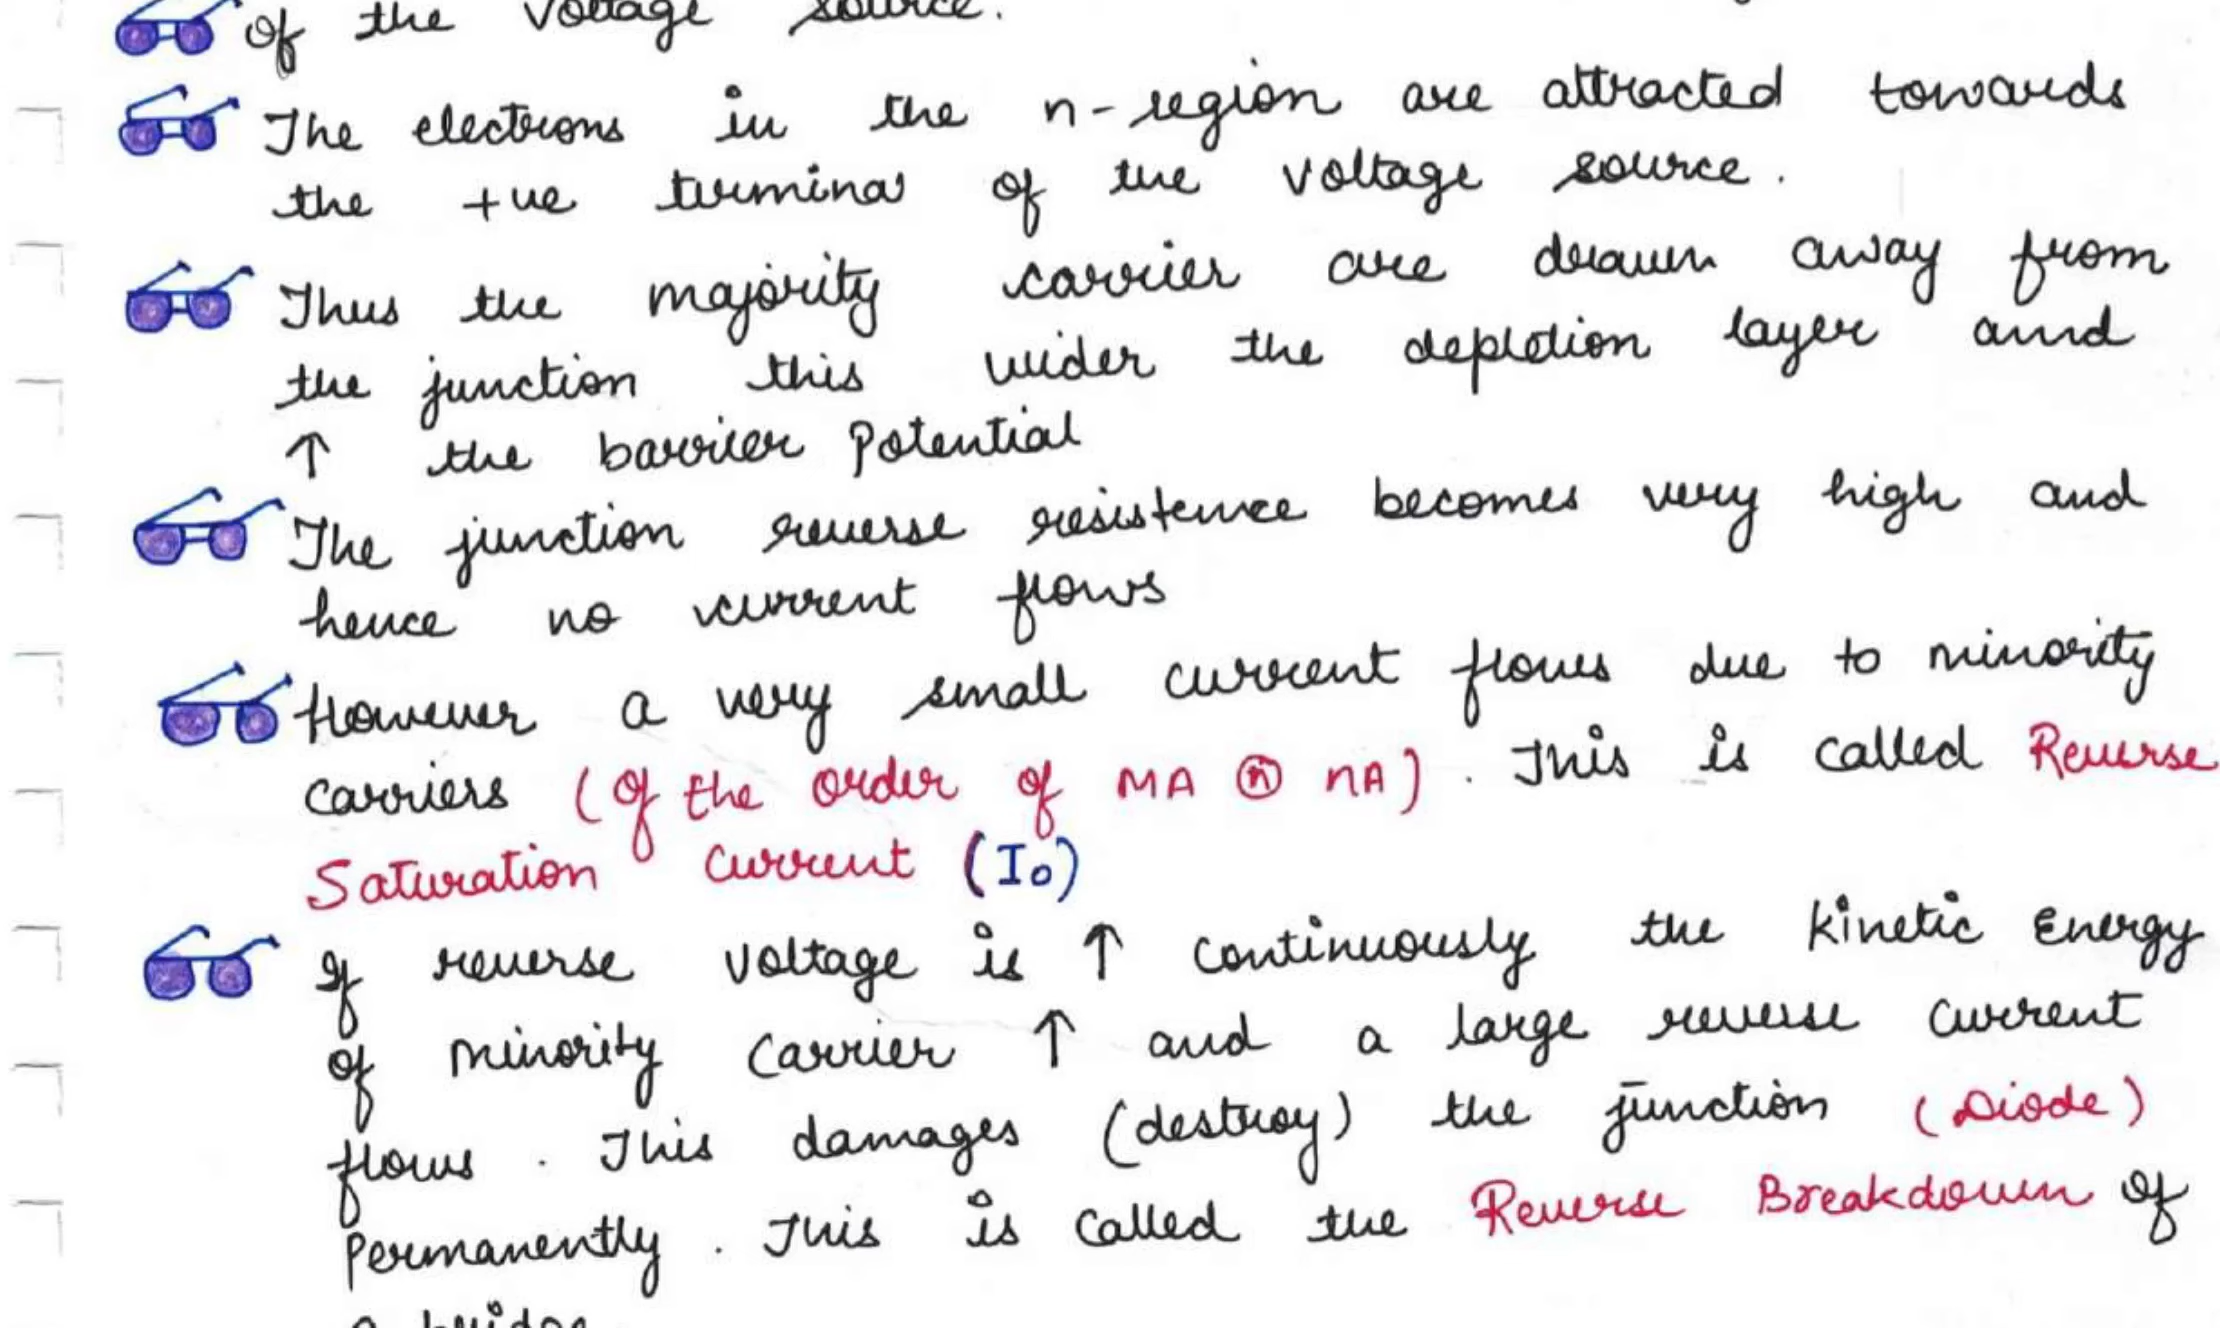 of the voltage source.
The electrons in the n-region are attracted towards
the +ve terminal of the voltage source.
Thus the majority carrier are drawn away from
the junction this wider the depletion layer and
↑ the barrier potential
The junction reverse resistence becomes very high and
hence no current flows
However a very small current flows due to minority
carriers (of the order of MA ⓝ nA). This is called Reverse
Saturation Current (I₀)
If reverse voltage is ↑ continuously the kinetic Energy
of minority carrier ↑ and a large reverse current
flows. This damages (destroy) the junction (Diode)
Permanently. This is called the Reverse Breakdown of